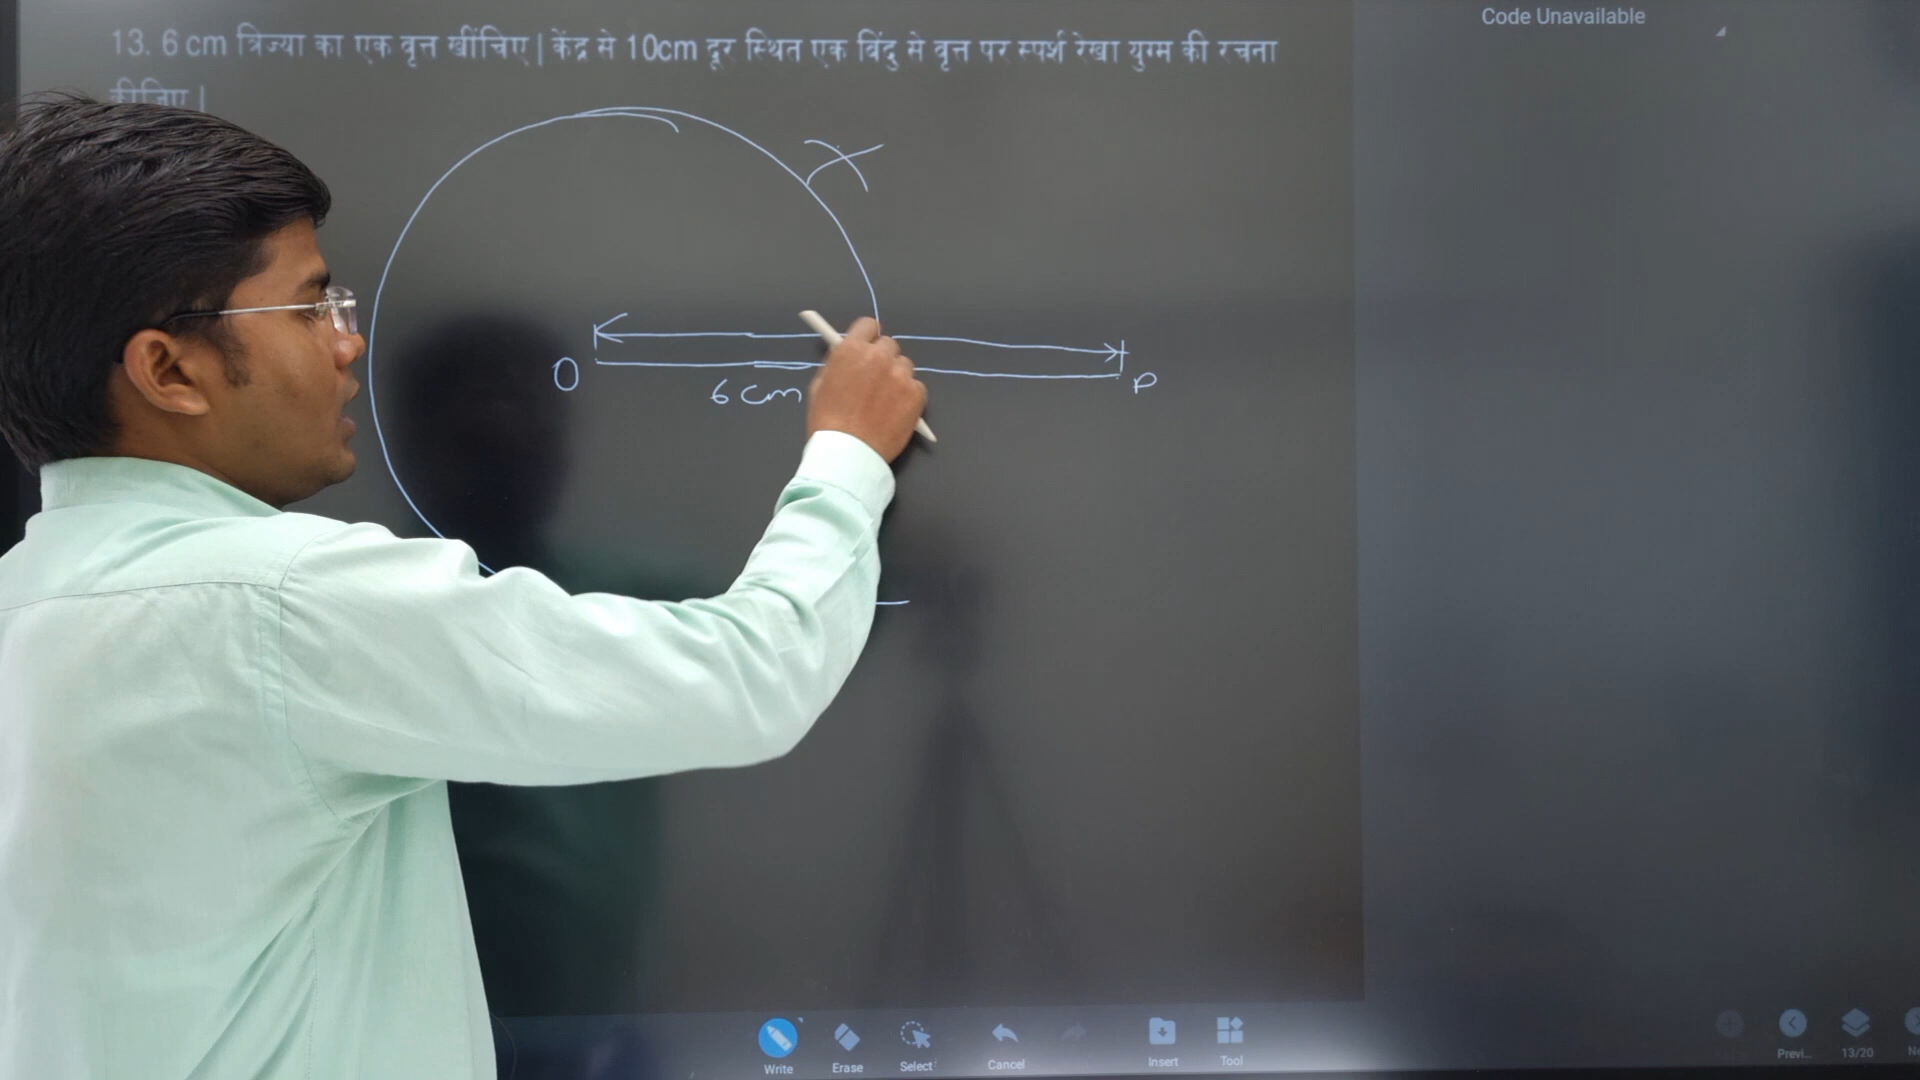 Code Unavailable
13. 6 cm त्रिज्या का एक वृत्त खींचिए | केंद्र से 10cm दूर स्थित एक बिंदु से वृत्त पर स्पर्श रेखा युग्म की रचना
कीजिए |
O
6 cm
P
Write
Erase
Select
Cancel
Insert
Tool
Previ...
13/20